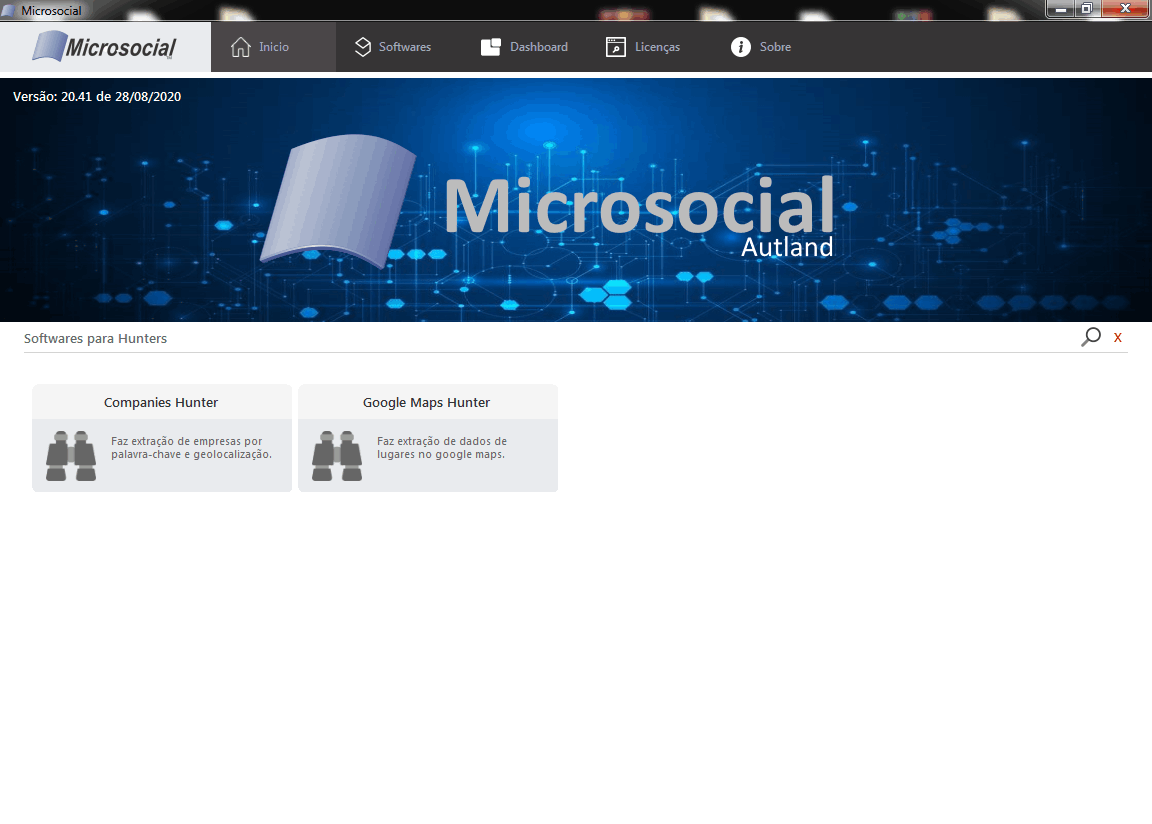 Microsocial
Microsocial
Inicio
Softwares
Dashboard
Licenças
Sobre
Versão: 20.41 de 28/08/2020
Microsocial
Autland
Softwares para Hunters
X
Companies Hunter
Google Maps Hunter
Faz extração de empresas por
palavra-chave e geolocalização.
Faz extração de dados de
lugares no google maps.